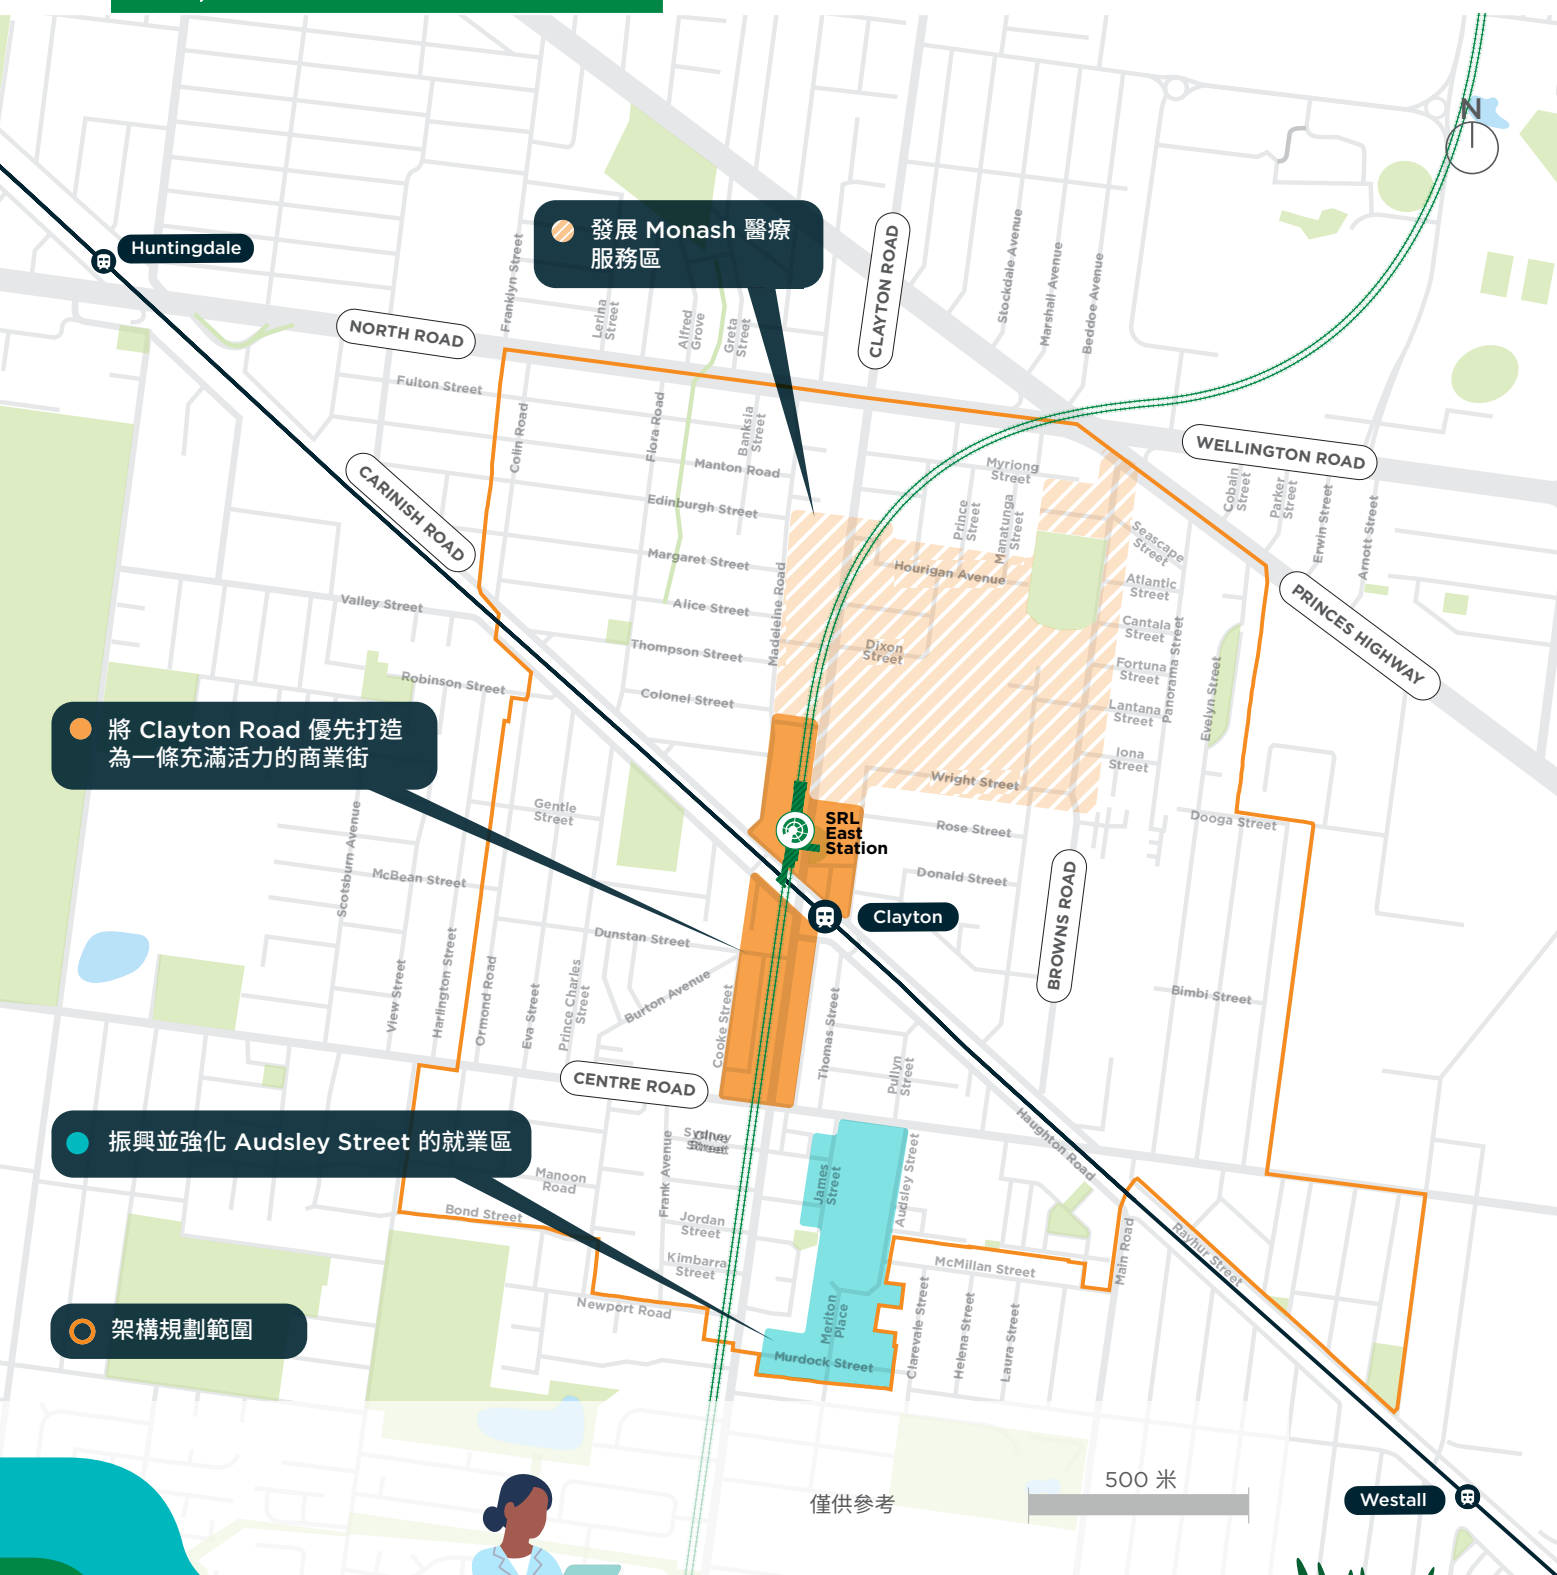 N
發展 Monash 醫療
服務區
Huntingdale
NORTH ROAD
CLAYTON ROAD
Franklyn Street
Lerina
Street
Alfred
Grove
Greta
Street
Stockdale Avenue
Marshall Avenue
Beddoe Avenue
Fulton Street
Colin Road
Flora Road
Banksia
Street
Manton Road
Edinburgh Street
CARINISH ROAD
WELLINGTON ROAD
Myriong
Street
Prince
Street
Manatunga
Street
Cobain
Street
Parker
Street
Erwin Street
Arnott Street
Seascape
Street
Margaret Street
Hourigan Avenue
Atlantic
Street
PRINCES HIGHWAY
Valley Street
Alice Street
Madeleine Road
Cantala
Street
Panorama Street
Thompson Street
Dixon
Street
Fortuna
Street
Evelyn Street
Robinson Street
Colonel Street
Lantana
Street
將 Clayton Road 優先打造
為一條充滿活力的商業街
Iona
Street
Wright Street
Gentle
Street
SRL
East
Station
Rose Street
Dooga Street
Scotsburn Avenue
McBean Street
Donald Street
BROWNS ROAD
Clayton
Dunstan Street
Burton Avenue
View Street
Harlington Street
Ormond Road
Eva Street
Prince Charles
Street
Cooke Street
Thomas Street
Bimbi Street
CENTRE ROAD
Pullyn
Street
Haughton Road
振興並強化 Audsley Street 的就業區
Sydney
Street
Olive
Street
Frank Avenue
James
Street
Audsley Street
Manoon
Road
Bond Street
Jordan
Street
Main Road
Rayhur Street
Kimbarra
Street
McMillan Street
Newport Road
Meriton
Place
Clarevale Street
Helena Street
Laura Street
架構規劃範圍
Murdock Street
500 米
僅供參考
Westall